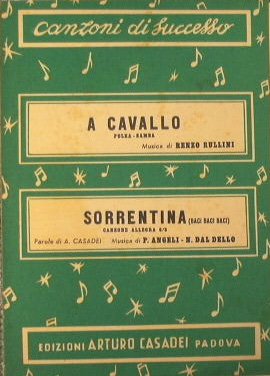 Canzoni di Successo
A CAVALLO
POLKA - SAMBA
Musica di RENZO RULLINI
SORRENTINA (BACI BACI BACI)
CANZONE ALLEGRA 6/8
Parole di A. CASADEI Musica di P. ANGELI - N. DAL DELLO
EDIZIONI ARTURO CASADEI PADOVA